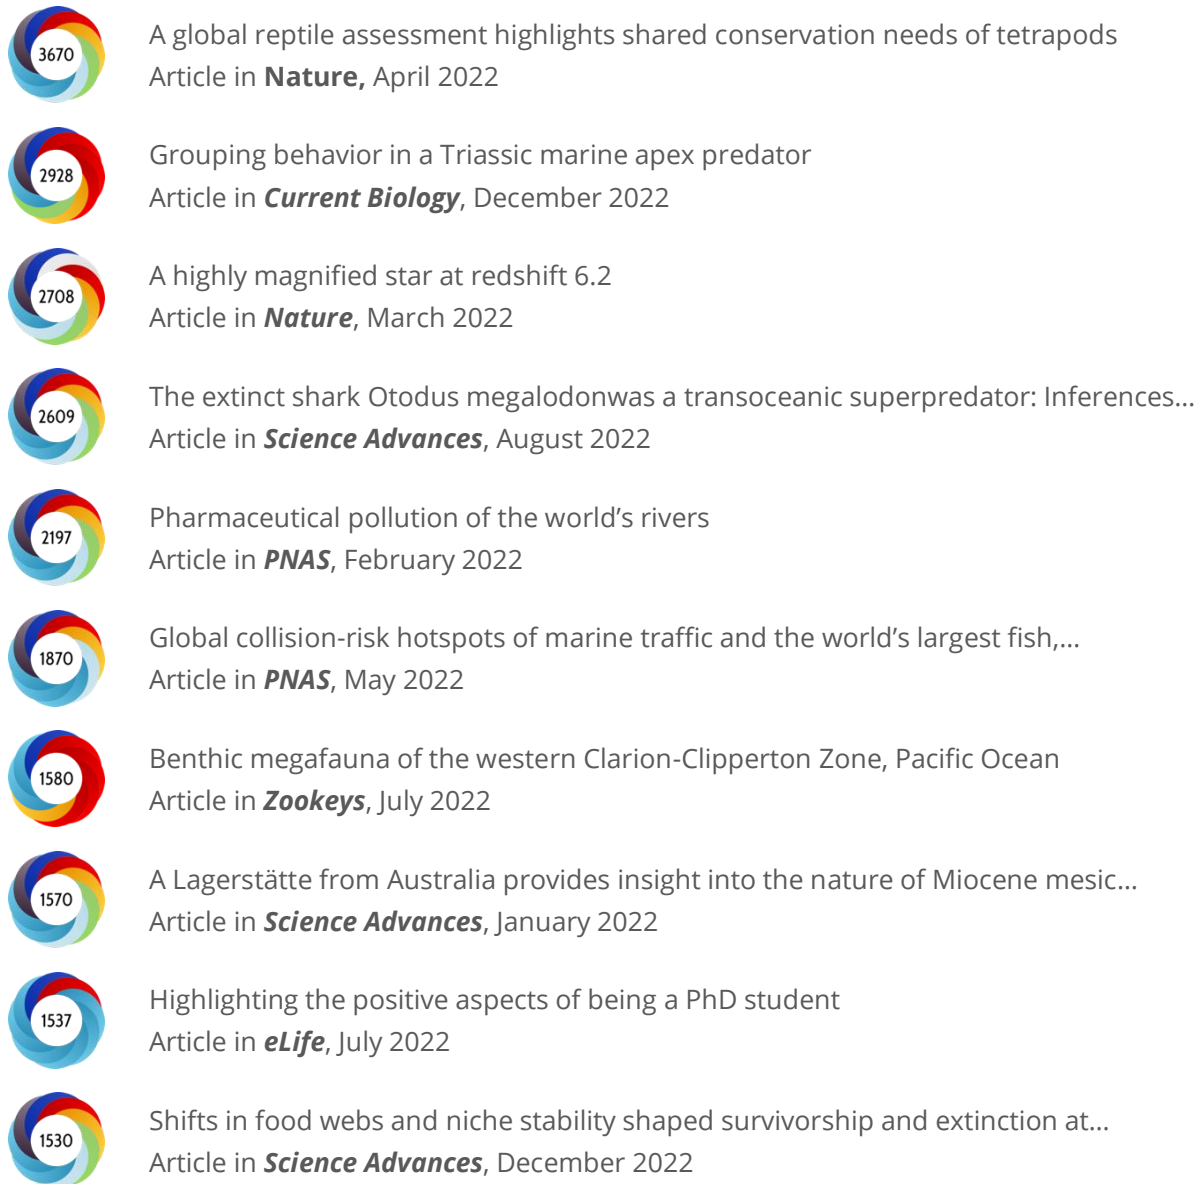 3670
A global reptile assessment highlights shared conservation needs of tetrapods
Article in Nature, April 2022
2928
Grouping behavior in a Triassic marine apex predator
Article in Current Biology, December 2022
2708
A highly magnified star at redshift 6.2
Article in Nature, March 2022
2609
The extinct shark Otodus megalodonwas a transoceanic superpredator: Inferences...
Article in Science Advances, August 2022
2197
Pharmaceutical pollution of the world’s rivers
Article in PNAS, February 2022
1870
Global collision-risk hotspots of marine traffic and the world’s largest fish,...
Article in PNAS, May 2022
1580
Benthic megafauna of the western Clarion-Clipperton Zone, Pacific Ocean
Article in Zookeys, July 2022
1570
A Lagerstätte from Australia provides insight into the nature of Miocene mesic...
Article in Science Advances, January 2022
1537
Highlighting the positive aspects of being a PhD student
Article in eLife, July 2022
1530
Shifts in food webs and niche stability shaped survivorship and extinction at...
Article in Science Advances, December 2022